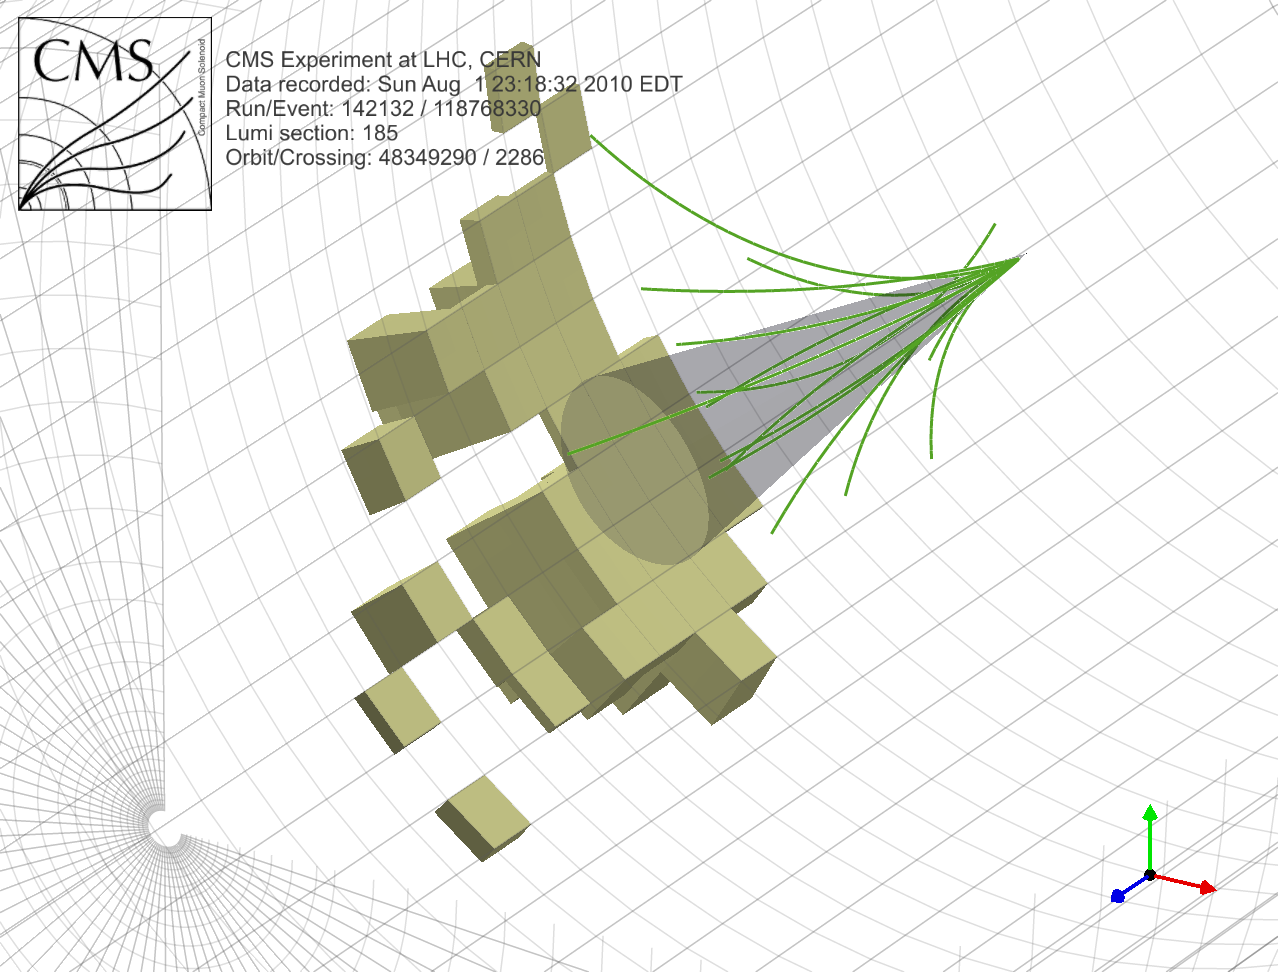 CMS
Compact Muon Solenoid
CMS Experiment at LHC, CERN
Data recorded: Sun Aug  1 23:18:32 2010 EDT
Run/Event: 142132 / 118768330
Lumi section: 185
Orbit/Crossing: 48349290 / 2286